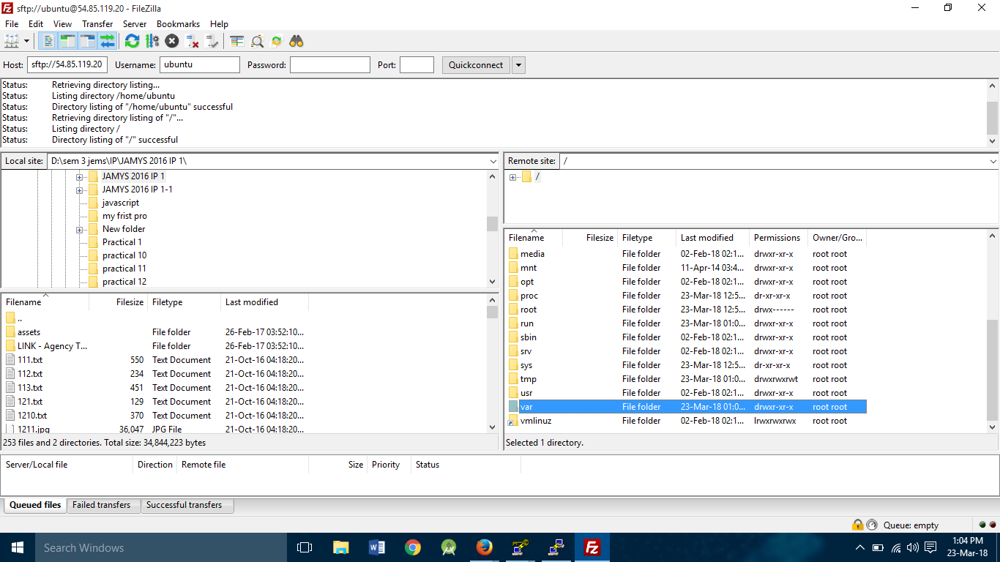 sftp://ubuntu@54.85.119.20 - FileZilla
File Edit View Transfer Server Bookmarks Help
Host: sftp://54.85.119.20 Username: ubuntu Password: Port: Quickconnect
Status: Retrieving directory listing...
Status: Listing directory /home/ubuntu
Status: Directory listing of "/home/ubuntu" successful
Status: Retrieving directory listing of "/"...
Status: Listing directory /
Status: Directory listing of "/" successful
Local site: D:\sem 3 jems\IP\JAMYS 2016 IP 1\
JAMYS 2016 IP 1
JAMYS 2016 IP 1-1
javascript
my frist pro
New folder
Practical 1
practical 10
practical 11
practical 12
Filename Filesize Filetype Last modified
..
assets File folder 26-Feb-17 03:52:10...
LINK - Agency T... File folder 26-Feb-17 03:52:10...
111.txt 550 Text Document 21-Oct-16 04:18:20...
112.txt 234 Text Document 21-Oct-16 04:18:20...
113.txt 451 Text Document 21-Oct-16 04:18:20...
121.txt 129 Text Document 21-Oct-16 04:18:20...
1210.txt 370 Text Document 21-Oct-16 04:18:20...
1211.jpg 36,047 JPG File 21-Oct-16 04:18:20...
253 files and 2 directories. Total size: 34,844,223 bytes
Remote site: /
/
Filename Filesize Filetype Last modified Permissions Owner/Gro...
media File folder 02-Feb-18 02:1... drwxr-xr-x root root
mnt File folder 11-Apr-14 03:4... drwxr-xr-x root root
opt File folder 02-Feb-18 02:1... drwxr-xr-x root root
proc File folder 23-Mar-18 12:5... dr-xr-xr-x root root
root File folder 23-Mar-18 12:5... drwx------ root root
run File folder 23-Mar-18 01:0... drwxr-xr-x root root
sbin File folder 02-Feb-18 02:1... drwxr-xr-x root root
srv File folder 02-Feb-18 02:1... drwxr-xr-x root root
sys File folder 23-Mar-18 12:5... dr-xr-xr-x root root
tmp File folder 23-Mar-18 01:0... drwxrwxrwt root root
usr File folder 02-Feb-18 02:1... drwxr-xr-x root root
var File folder 23-Mar-18 01:0... drwxr-xr-x root root
vmlinuz File folder 02-Feb-18 02:1... lrwxrwxrwx root root
Selected 1 directory.
Server/Local file Direction Remote file Size Priority Status
Queued files Failed transfers Successful transfers
Queue: empty
Search Windows
1:04 PM
23-Mar-18